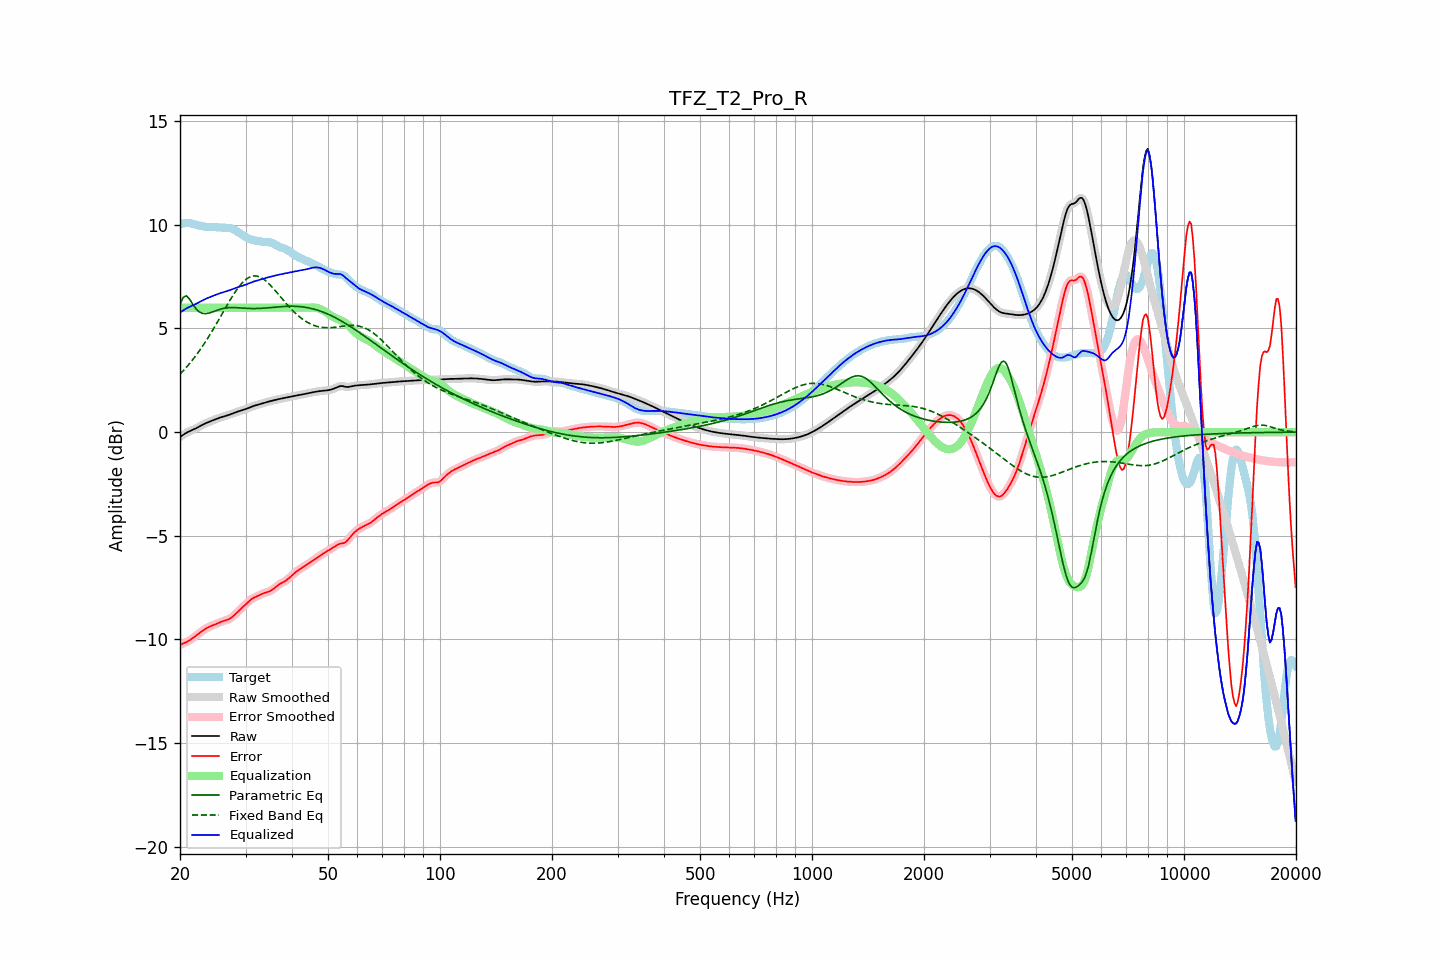 TFZ_T2_Pro_R
15
10
5
0
−5
−10
−15
−20
Amplitude (dBr)
Target
Raw Smoothed
Error Smoothed
Raw
Error
Equalization
Parametric Eq
Fixed Band Eq
Equalized
20 50 100 200 500 1000 2000 5000 10000 20000
Frequency (Hz)